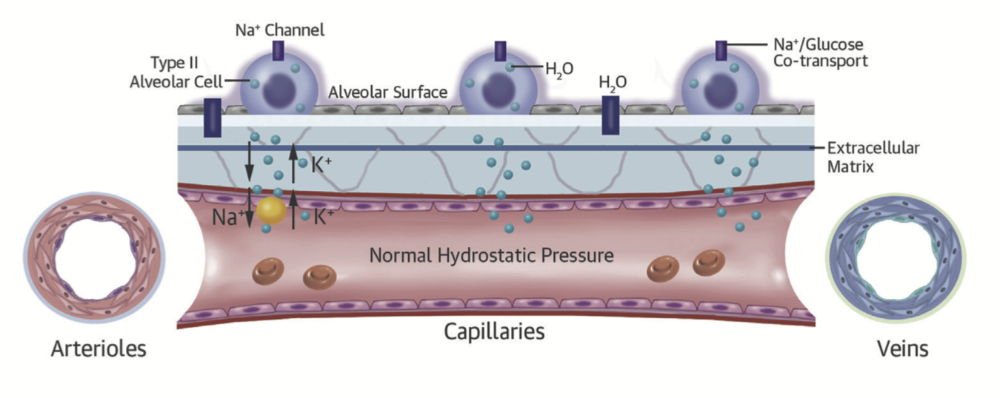 Na⁺ Channel
Type II
Alveolar Cell
Alveolar Surface
H₂O
H₂O
Na⁺/Glucose
Co-transport
K⁺
Extracellular
Matrix
Na⁺
K⁺
Normal Hydrostatic Pressure
Capillaries
Arterioles
Veins